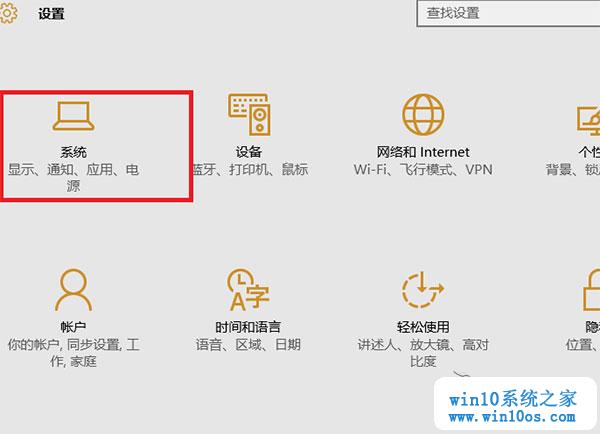 设置
查找设置
系统
显示、通知、应用、电
源
设备
蓝牙、打印机、鼠标
网络和 Internet
Wi-Fi、飞行模式、VPN
个性
背景、锁
帐户
你的帐户, 同步设置, 工
作, 家庭
时间和语言
语音、区域、日期
轻松使用
讲述人、放大镜、高对
比度
隐
位置、
win10系统之家
www.win10os.com